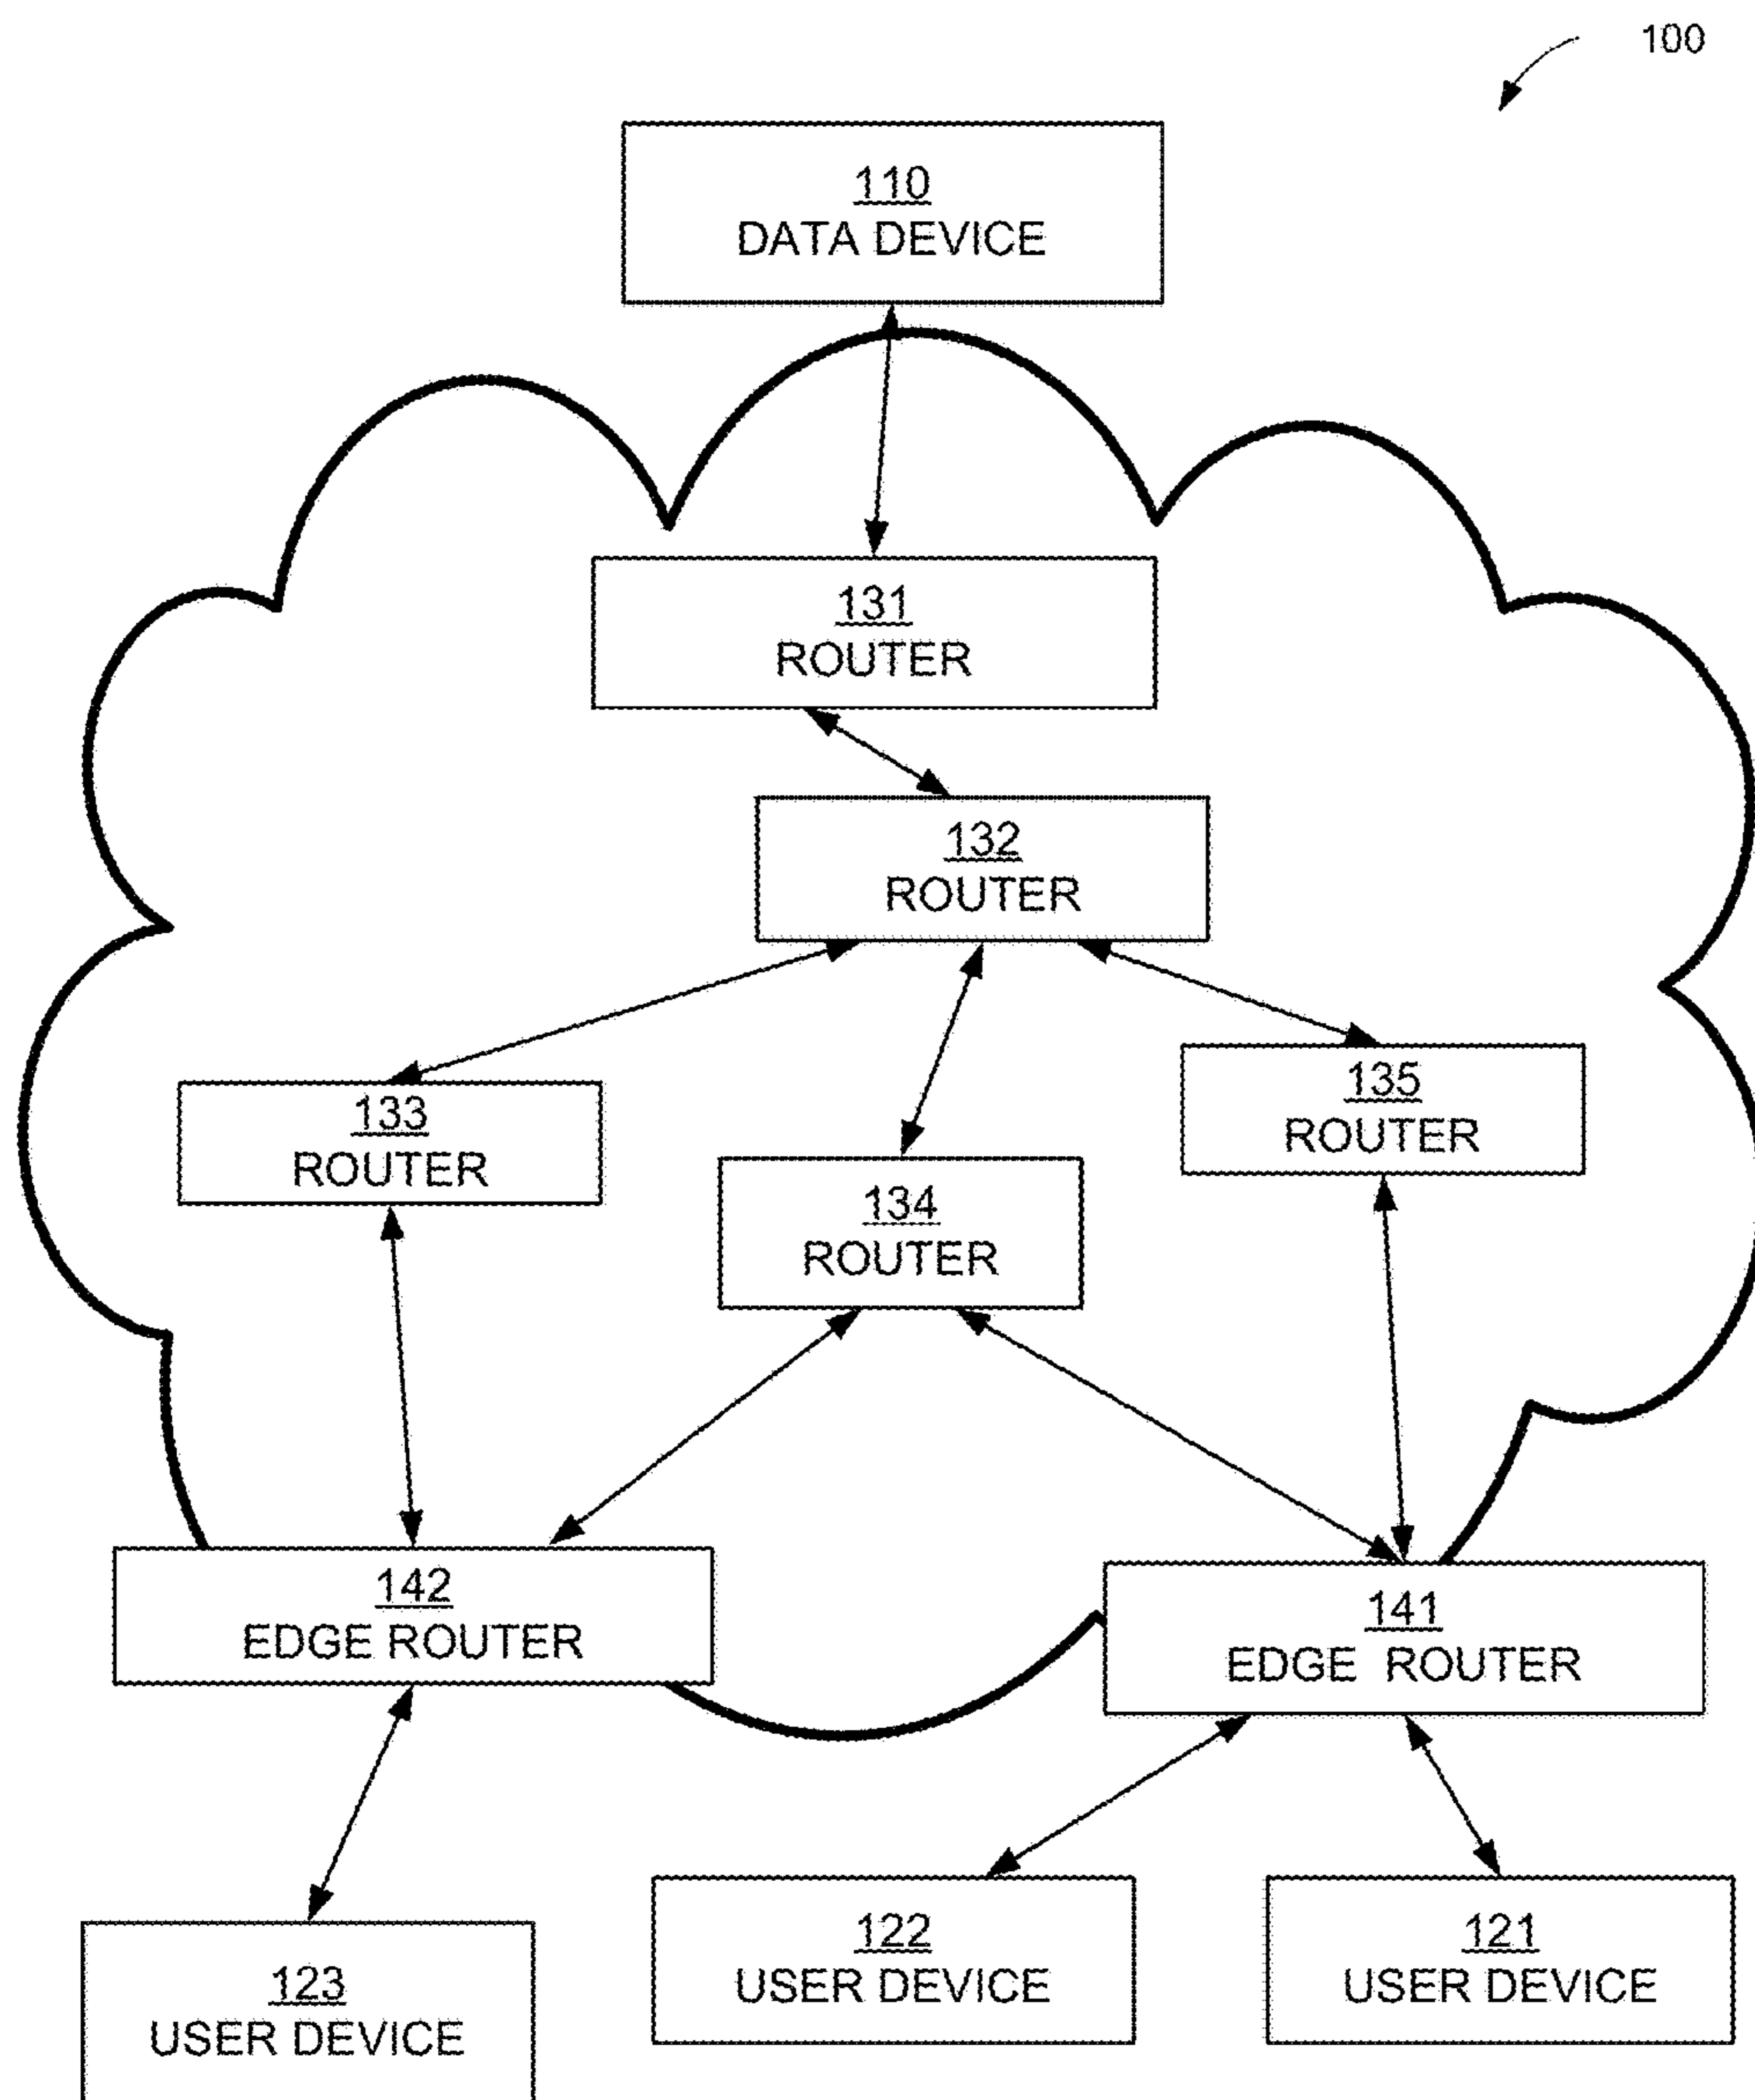 100
110
DATA DEVICE
131
ROUTER
132
ROUTER
133
ROUTER
134
ROUTER
135
ROUTER
142
EDGE ROUTER
141
EDGE ROUTER
123
USER DEVICE
122
USER DEVICE
121
USER DEVICE